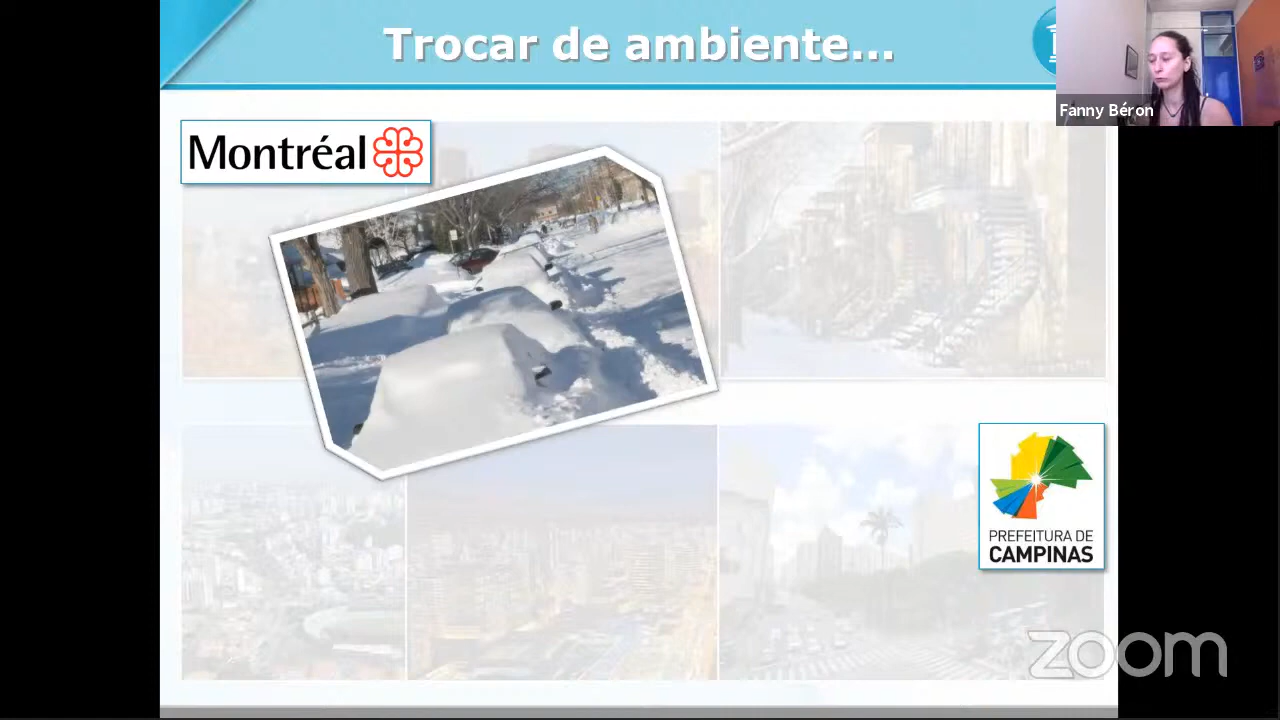 Trocar de ambiente...
Fanny Béron
Montréal
PREFEITURA DE
CAMPINAS
zoom